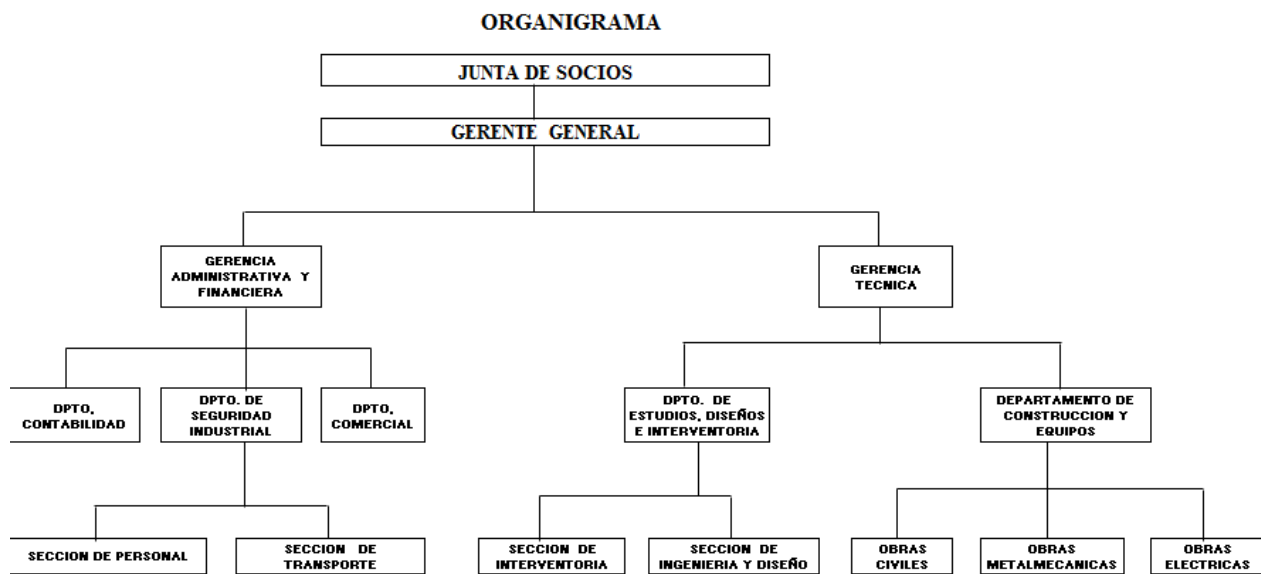 ORGANIGRAMA
JUNTA DE SOCIOS
GERENTE GENERAL
GERENCIA
ADMINISTRATIVA Y
FINANCIERA
GERENCIA
TECNICA
DPTO,
CONTABILIDAD
DPTO. DE
SEGURIDAD
INDUSTRIAL
DPTO,
COMERCIAL
DPTO. DE
ESTUDIOS, DISEÑOS
E INTERVENTORIA
DEPARTAMENTO DE
CONSTRUCCION Y
EQUIPOS
SECCION DE PERSONAL
SECCION DE
TRANSPORTE
SECCION DE
INTERVENTORIA
SECCION DE
INGENIERIA Y DISEÑO
OBRAS
CIVILES
OBRAS
METALMECANICAS
OBRAS
ELECTRICAS